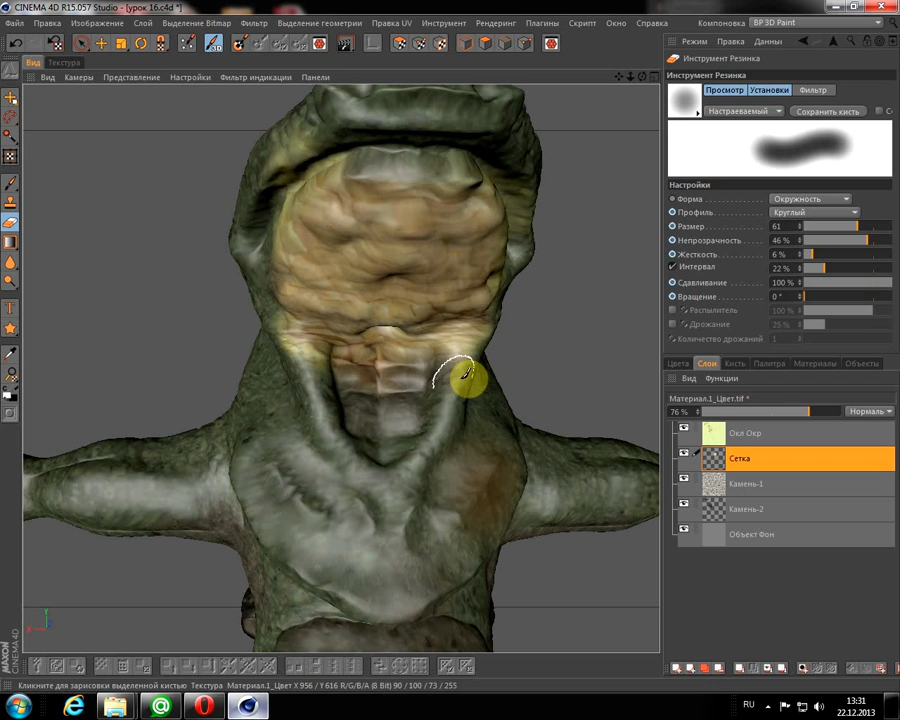 CINEMA 4D R15.057 Studio - [урок 16.c4d *]
Файл Правка Изображение Слой Выделение Bitmap Фильтр Выделение геометрии Правка UV Инструмент Рендеринг Плагины Скрипт Окно Справка Компоновка BP 3D Paint
Режим Правка Данные
Инструмент Резинка
Вид Текстура
Инструмент Резинка
Вид Камеры Представление Настройки Фильтр индикации Панели
Просмотр Установки Фильтр
Настраеваемый Сохранить кисть
Настройки
Форма Окружность
Профиль Круглый
Размер 61
Непрозрачность 46 %
Жесткость 6 %
Интервал 22 %
Сдавливание 100 %
Вращение 0 °
Распылитель 100 %
Дрожание 25 %
Количество дрожаний
Цвета Слои Кисть Палитра Материалы Объекты
Вид Функции
Материал.1_Цвет.tif *
76 % Нормаль
Окл Окр
Сетка
Камень-1
Камень-2
Объект Фон
Y
X
MAXON CINEMA 4D
Кликните для зарисовки выделенной кистью Текстура Материал.1_Цвет X 956 / Y 616 R/G/B/A (8 Bit) 90 / 100 / 73 / 255
RU 13:31
22.12.2013